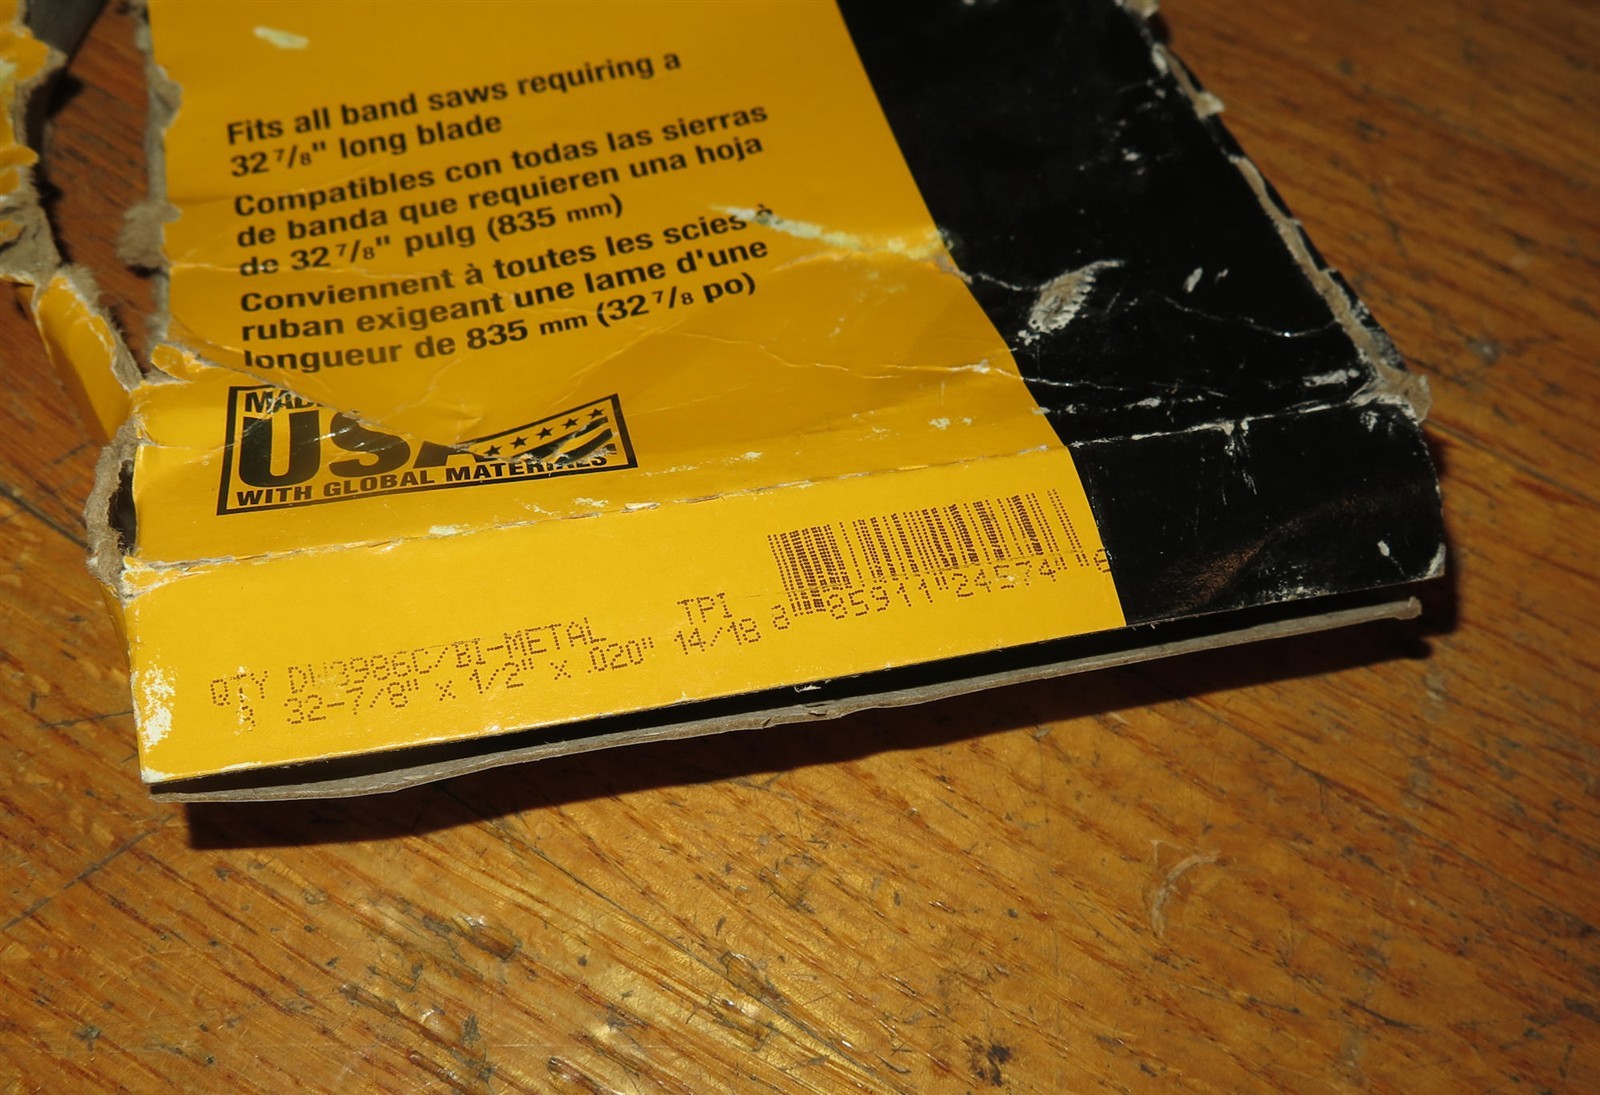 Fits all band saws requiring a
32 7/8" long blade
Compatibles con todas las sierras
de banda que requieren una hoja
de 32 7/8" pulg (835 mm)
Conviennent à toutes les scies à
ruban exigeant une lame d'une
longueur de 835 mm (32 7/8 po)
USA
WITH GLOBAL MATERIALS
QTY DW3986C/BI-METAL TPI
1 32-7/8" x 1/2" x .020" 14/18 8 85911 24574